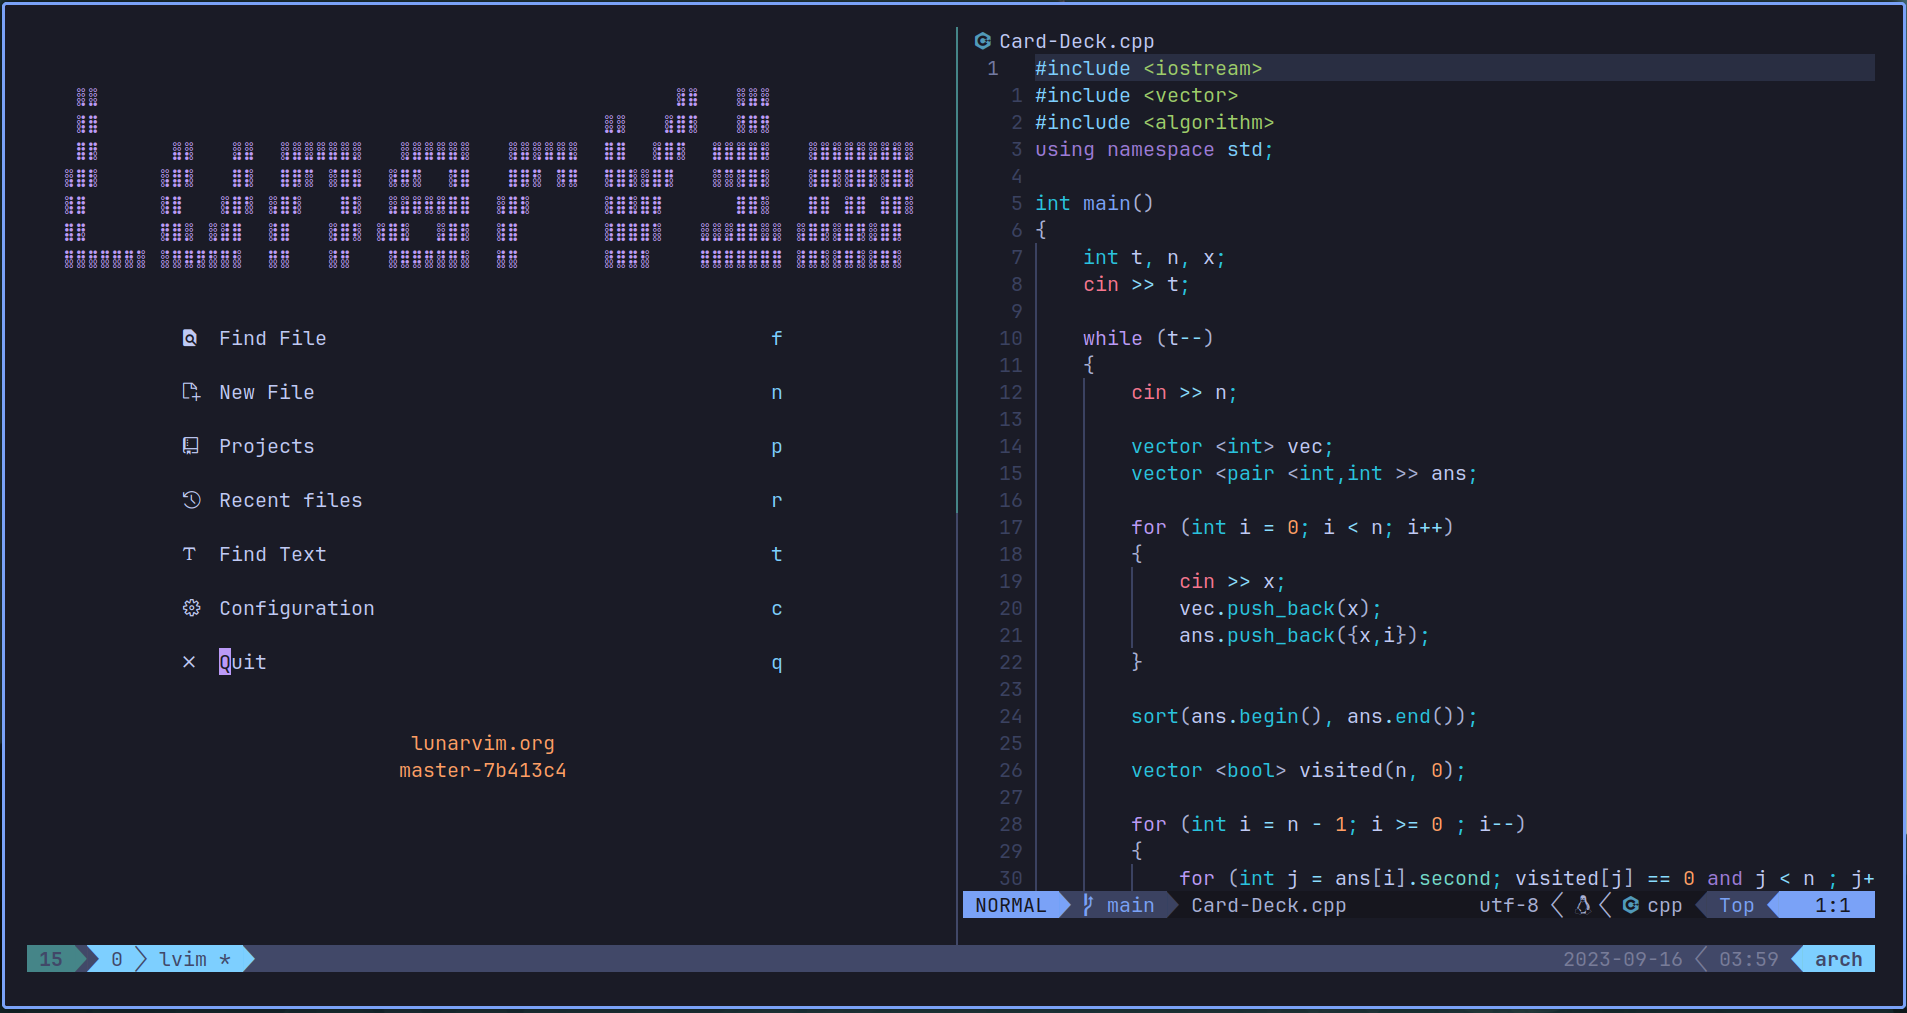 Find File f
New File n
Projects p
Recent files r
Find Text t
Configuration c
Quit q
lunarvim.org
master-7b413c4
Card-Deck.cpp
1 #include <iostream>
1 #include <vector>
2 #include <algorithm>
3 using namespace std;
4
5 int main()
6 {
7 int t, n, x;
8 cin >> t;
9
10 while (t--)
11 {
12 cin >> n;
13
14 vector <int> vec;
15 vector <pair <int,int >> ans;
16
17 for (int i = 0; i < n; i++)
18 {
19 cin >> x;
20 vec.push_back(x);
21 ans.push_back({x,i});
22 }
23
24 sort(ans.begin(), ans.end());
25
26 vector <bool> visited(n, 0);
27
28 for (int i = n - 1; i >= 0 ; i--)
29 {
30 for (int j = ans[i].second; visited[j] == 0 and j < n ; j+
NORMAL main Card-Deck.cpp utf-8 cpp Top 1:1
15 0 lvim * 2023-09-16 03:59 arch